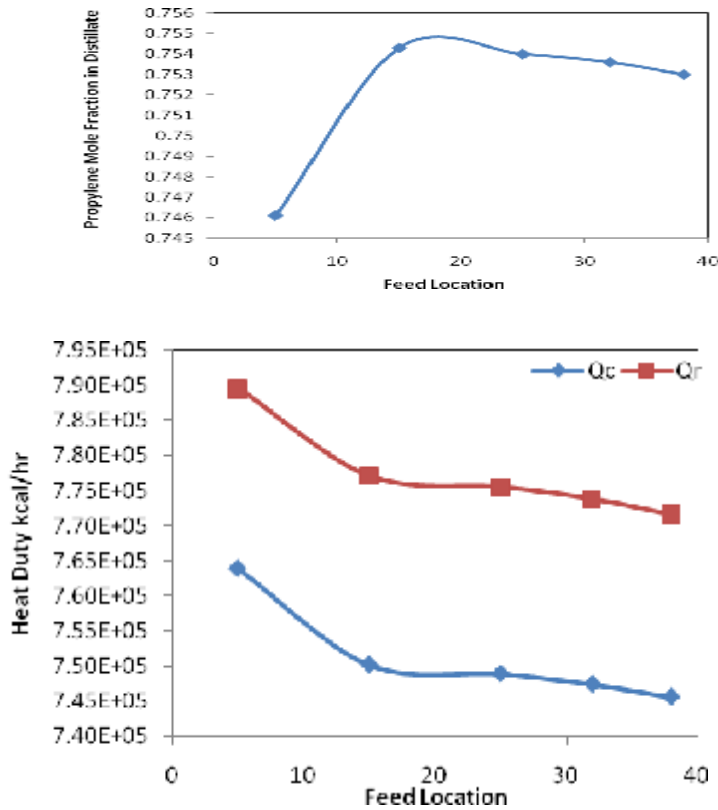 Propylene Mole Fraction in Distillate
0.756
0.755
0.754
0.753
0.752
0.751
0.75
0.749
0.748
0.747
0.746
0.745
0 10 20 30 40
Feed Location
7.95E+05
7.90E+05
7.85E+05
7.80E+05
7.75E+05
7.70E+05
7.65E+05
7.60E+05
7.55E+05
7.50E+05
7.45E+05
7.40E+05
Qc Qr
Heat Duty kcal/hr
0 10 20 30 40
Feed Location